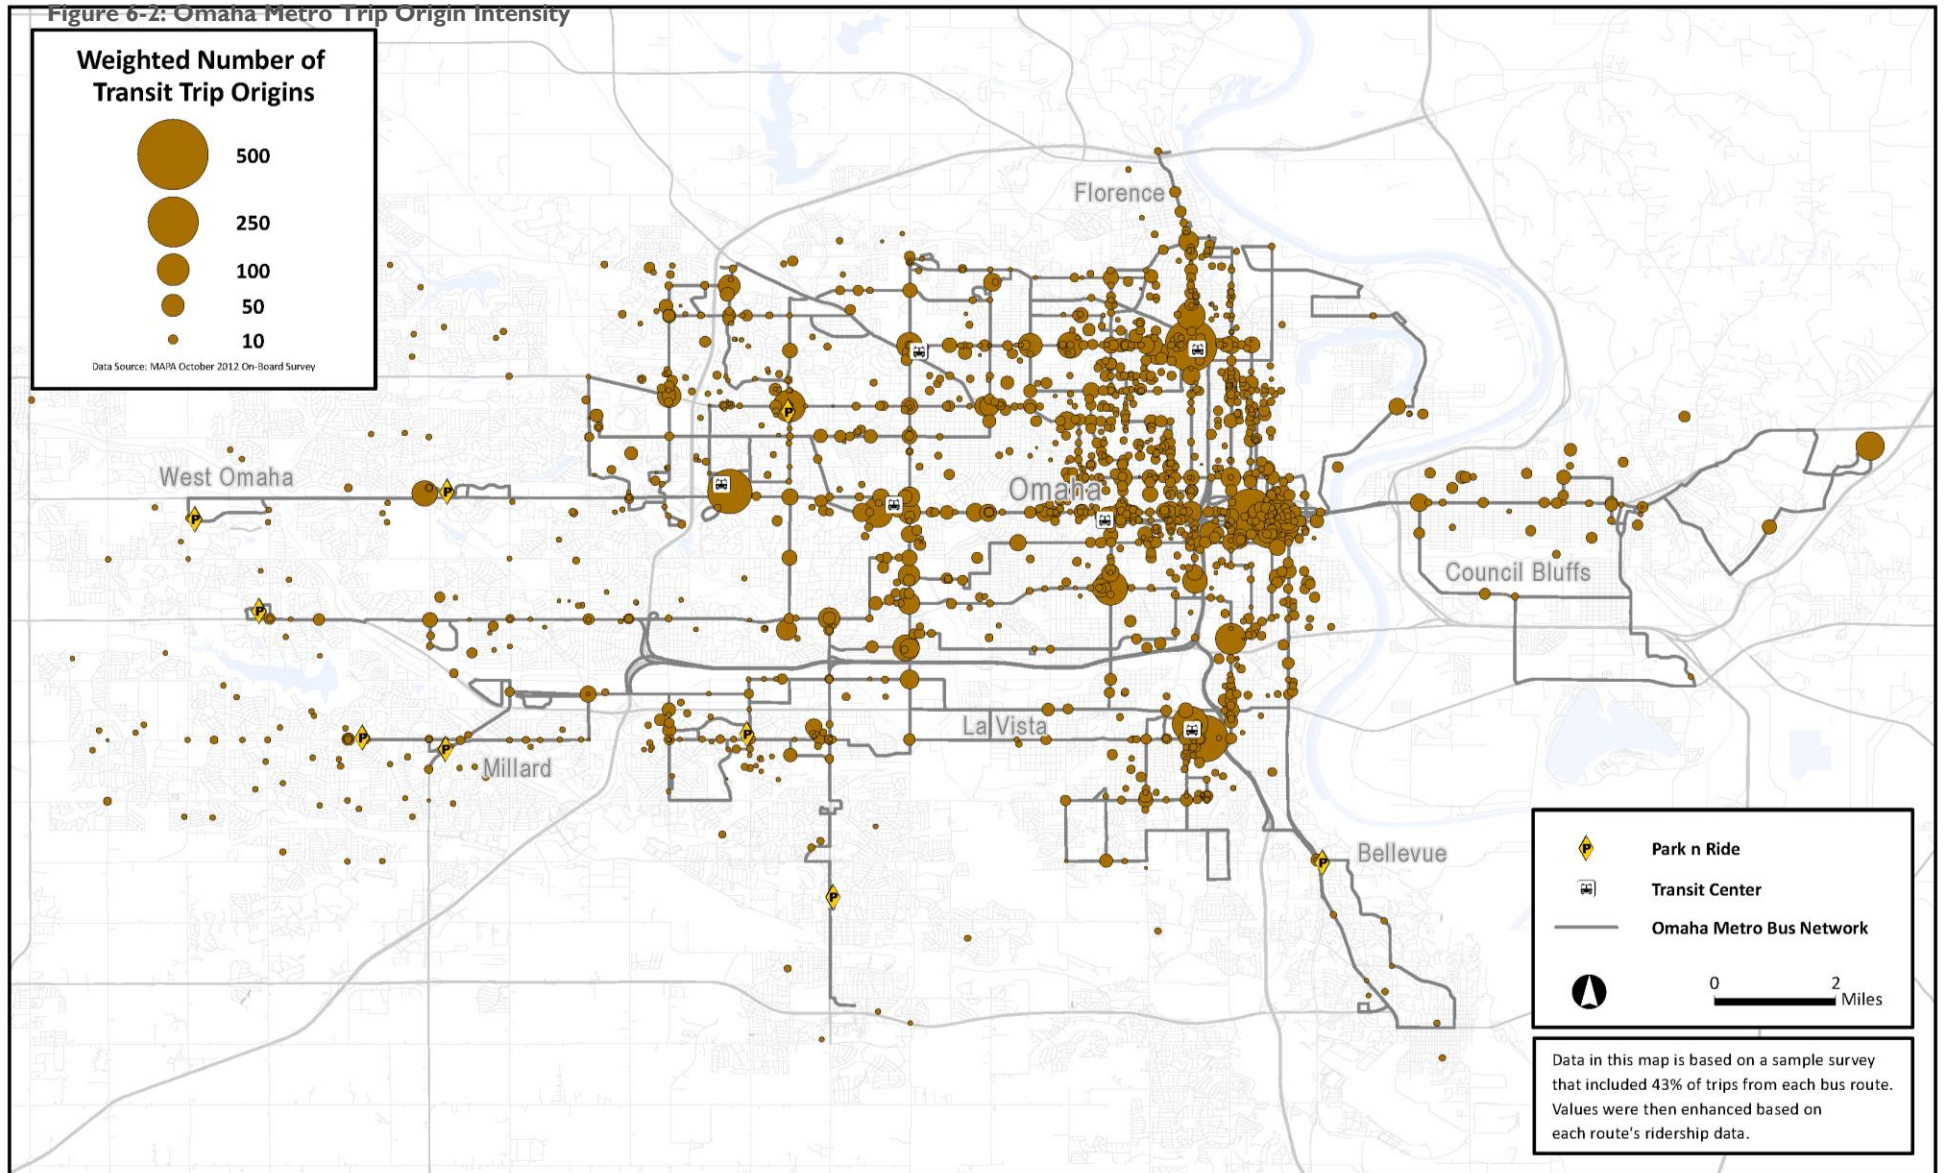 Figure 6-2: Omaha Metro Trip Origin Intensity
Weighted Number of
Transit Trip Origins
500
250
100
50
10
Data Source: MAPA October 2012 On-Board Survey
Florence
West Omaha
Omaha
Council Bluffs
La Vista
Millard
Bellevue
P
P
P
P
P
P
P
P
P
P Park n Ride
Transit Center
Omaha Metro Bus Network
0 2
Miles
Data in this map is based on a sample survey
that included 43% of trips from each bus route.
Values were then enhanced based on
each route's ridership data.